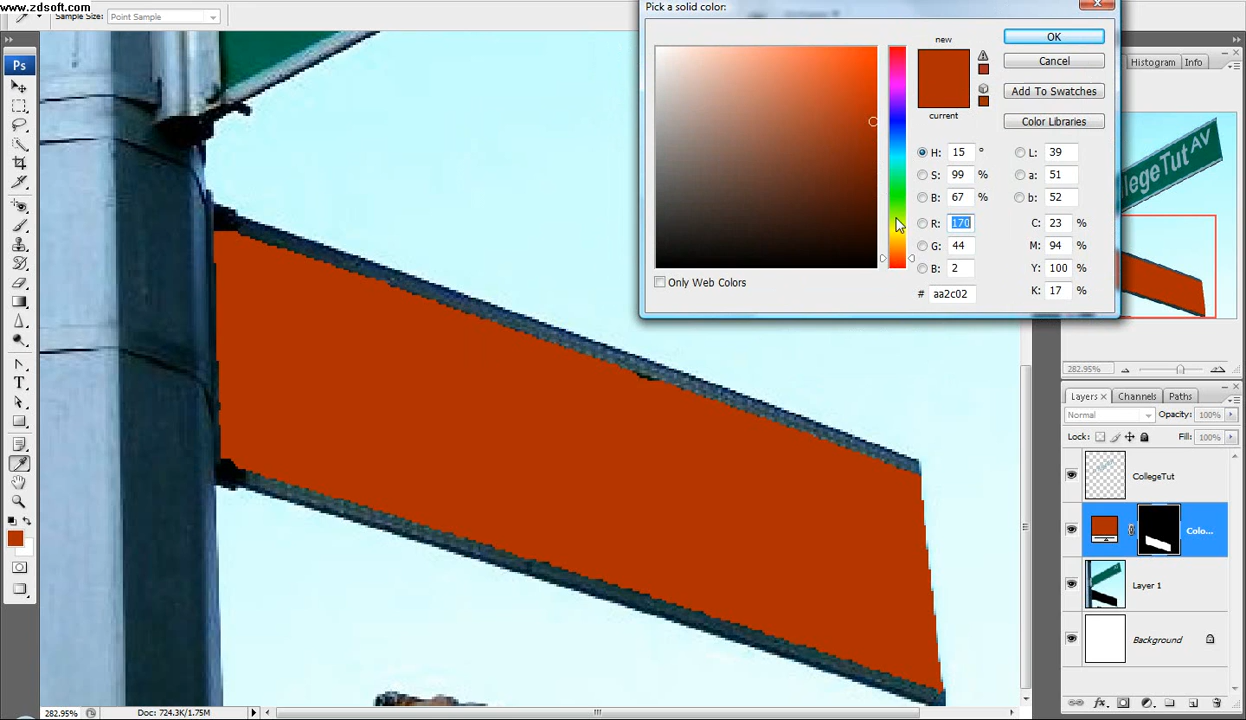 www.zdsoft.com
Sample Size: Point Sample
Pick a solid color:
Ps
new
current
OK
Cancel
Add To Swatches
Color Libraries
H: 15 °
S: 99 %
B: 67 %
R: 170
G: 44
B: 2
# aa2c02
L: 39
a: 51
b: 52
C: 23 %
M: 94 %
Y: 100 %
K: 17 %
Only Web Colors
Histogram Info
legeTut AV
282.95%
Layers Channels Paths
Normal Opacity: 100%
Lock: Fill: 100%
CollegeTut
Colo...
Layer 1
Background
282.95% Doc: 724.3K/1.75M